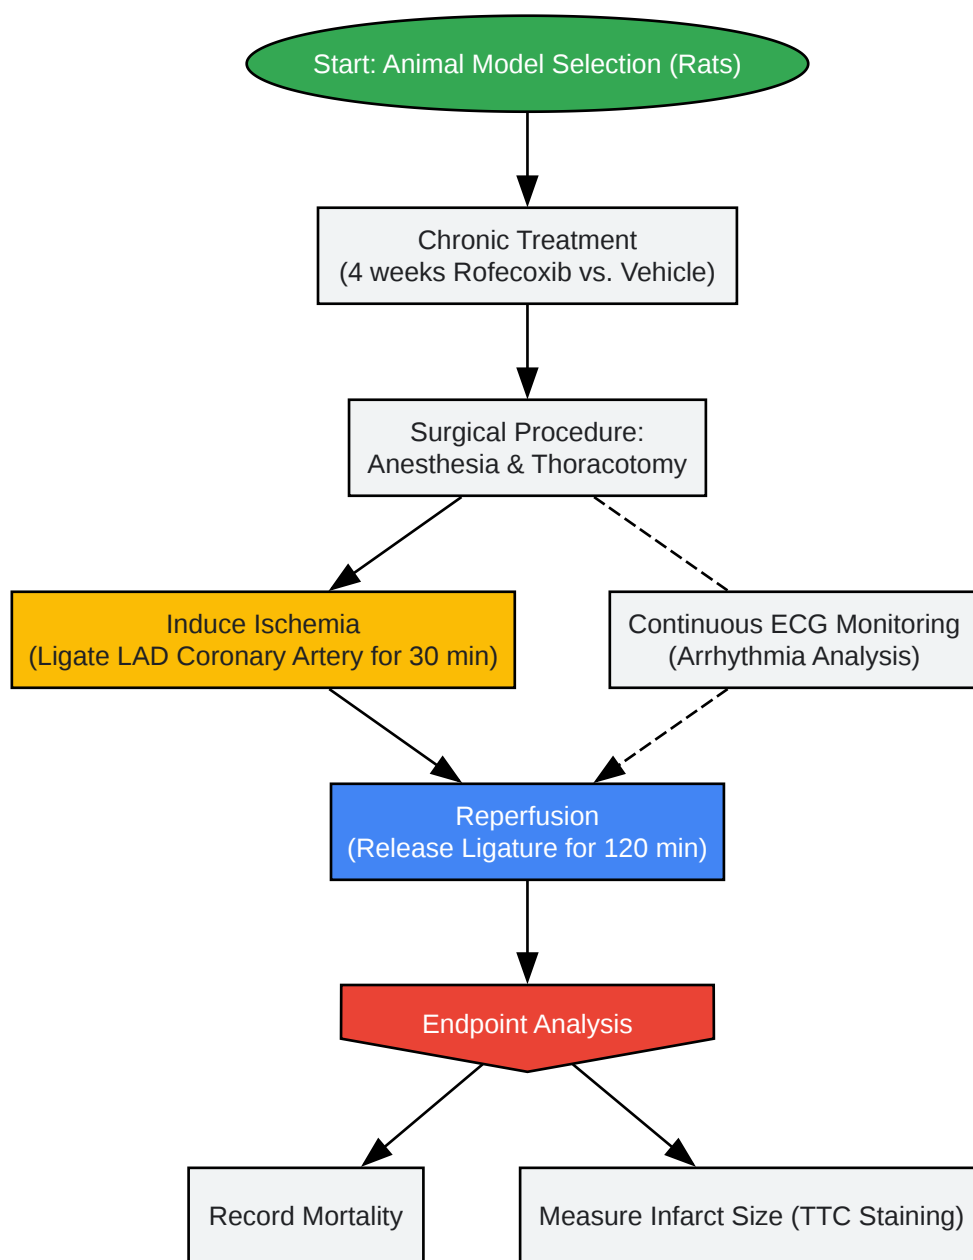 Start: Animal Model Selection (Rats)
Chronic Treatment
(4 weeks Rofecoxib vs. Vehicle)
Surgical Procedure:
Anesthesia & Thoracotomy
Induce Ischemia
(Ligate LAD Coronary Artery for 30 min)
Continuous ECG Monitoring
(Arrhythmia Analysis)
Reperfusion
(Release Ligature for 120 min)
Endpoint Analysis
Record Mortality
Measure Infarct Size (TTC Staining)